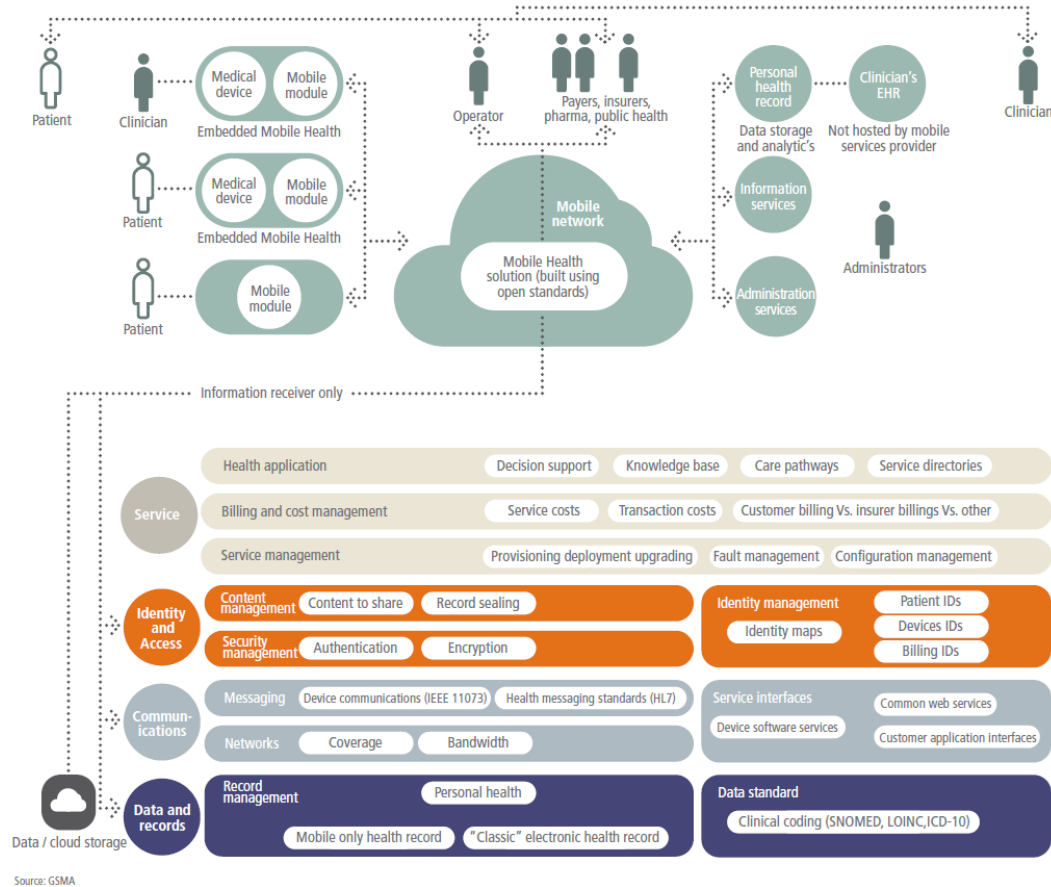 Patient
Clinician
Medical
device
Mobile
module
Embedded Mobile Health
Operator
Payers, insurers,
pharma, public health
Personal
health
record
Clinician's
EHR
Data storage
and analytic's
Not hosted by mobile
services provider
Clinician
Patient
Medical
device
Mobile
module
Embedded Mobile Health
Mobile
network
Mobile Health
solution (built using
open standards)
Information
services
Administrators
Patient
Mobile
module
Administration
services
Information receiver only
Service
Health application
Decision support
Knowledge base
Care pathways
Service directories
Billing and cost management
Service costs
Transaction costs
Customer billing Vs. insurer billings Vs. other
Service management
Provisioning deployment upgrading
Fault management
Configuration management
Identity
and
Access
Content
management
Content to share
Record sealing
Security
management
Authentication
Encryption
Identity management
Identity maps
Patient IDs
Devices IDs
Billing IDs
Commun-
ications
Messaging
Device communications (IEEE 11073)
Health messaging standards (HL7)
Networks
Coverage
Bandwidth
Service interfaces
Device software services
Common web services
Customer application interfaces
Data and
records
Record
management
Personal health
Mobile only health record
"Classic" electronic health record
Data standard
Clinical coding (SNOMED, LOINC,ICD-10)
Data / cloud storage
Source: GSMA